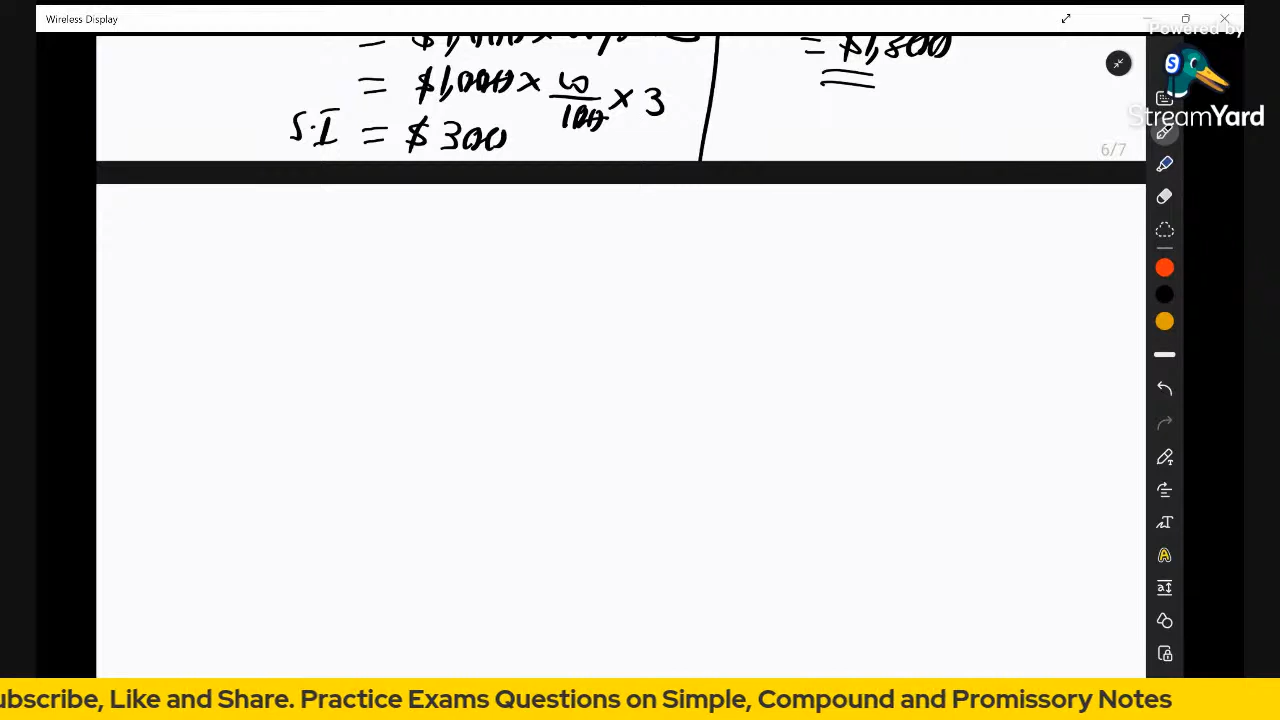 Wireless Display
Powered by
StreamYard
= $1,000 × 10/100 × 3
S.I = $300
= $1,300
6/7
ubscribe, Like and Share. Practice Exams Questions on Simple, Compound and Promissory Notes